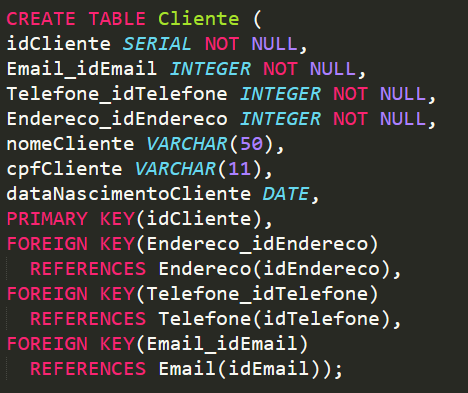 CREATE TABLE Cliente (
idCliente SERIAL NOT NULL,
Email_idEmail INTEGER NOT NULL,
Telefone_idTelefone INTEGER NOT NULL,
Endereco_idEndereco INTEGER NOT NULL,
nomeCliente VARCHAR(50),
cpfCliente VARCHAR(11),
dataNascimentoCliente DATE,
PRIMARY KEY(idCliente),
FOREIGN KEY(Endereco_idEndereco)
  REFERENCES Endereco(idEndereco),
FOREIGN KEY(Telefone_idTelefone)
  REFERENCES Telefone(idTelefone),
FOREIGN KEY(Email_idEmail)
  REFERENCES Email(idEmail));